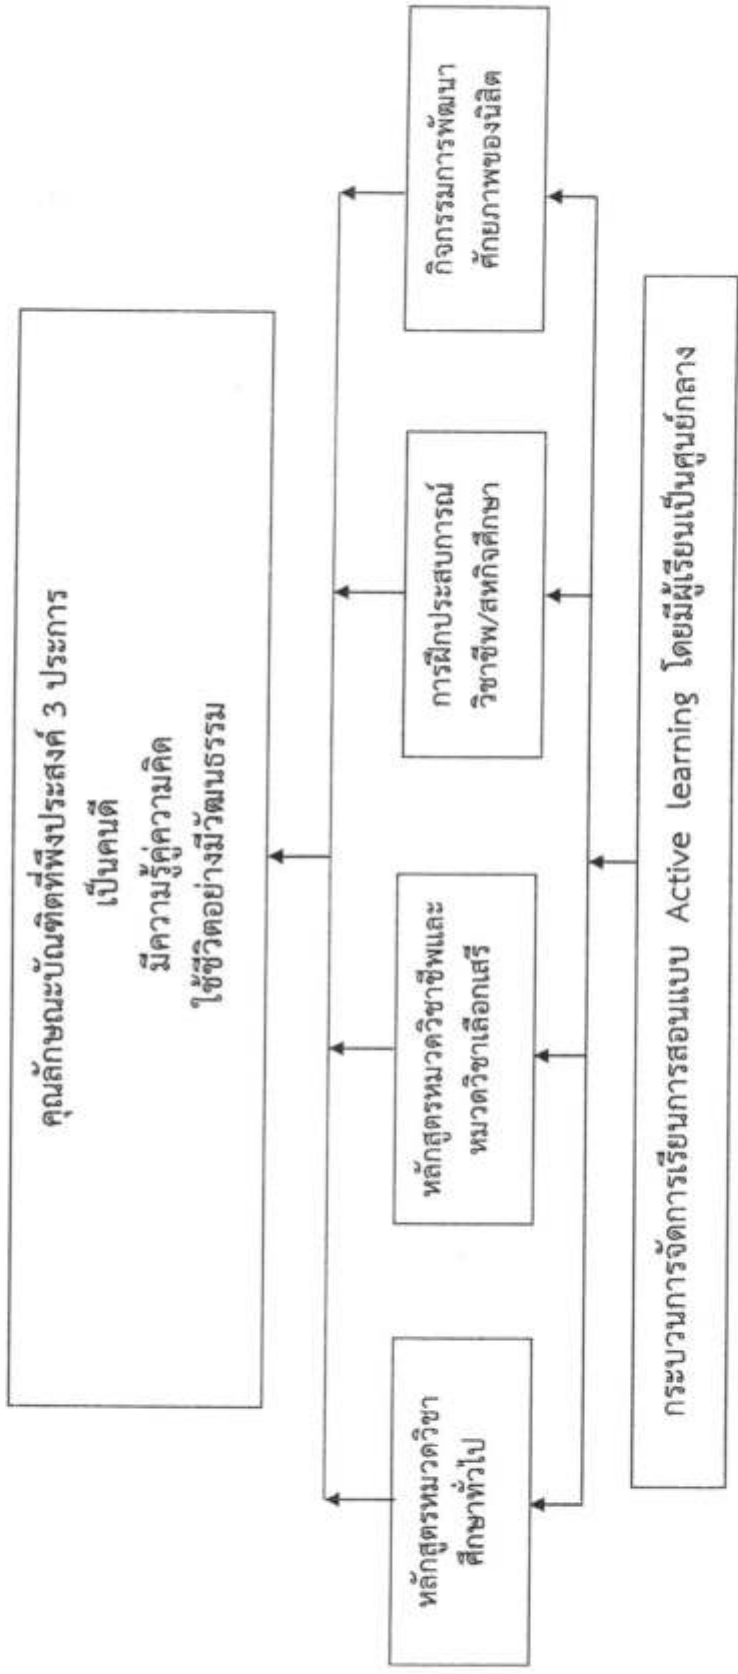 คุณลักษณะบัณฑิตที่พึงประสงค์ 3 ประการ
เป็นคนดี
มีความรู้คู่ความคิด
ใช้ชีวิตอย่างมีวัฒนธรรม
หลักสูตรหมวดวิชา
ศึกษาทั่วไป
หลักสูตรหมวดวิชาชีพและ
หมวดวิชาเลือกเสรี
การฝึกประสบการณ์
วิชาชีพ/สหกิจศึกษา
กิจกรรมการพัฒนา
ศักยภาพของนิสิต
กระบวนการจัดการเรียนการสอนแบบ Active learning โดยมีผู้เรียนเป็นศูนย์กลาง